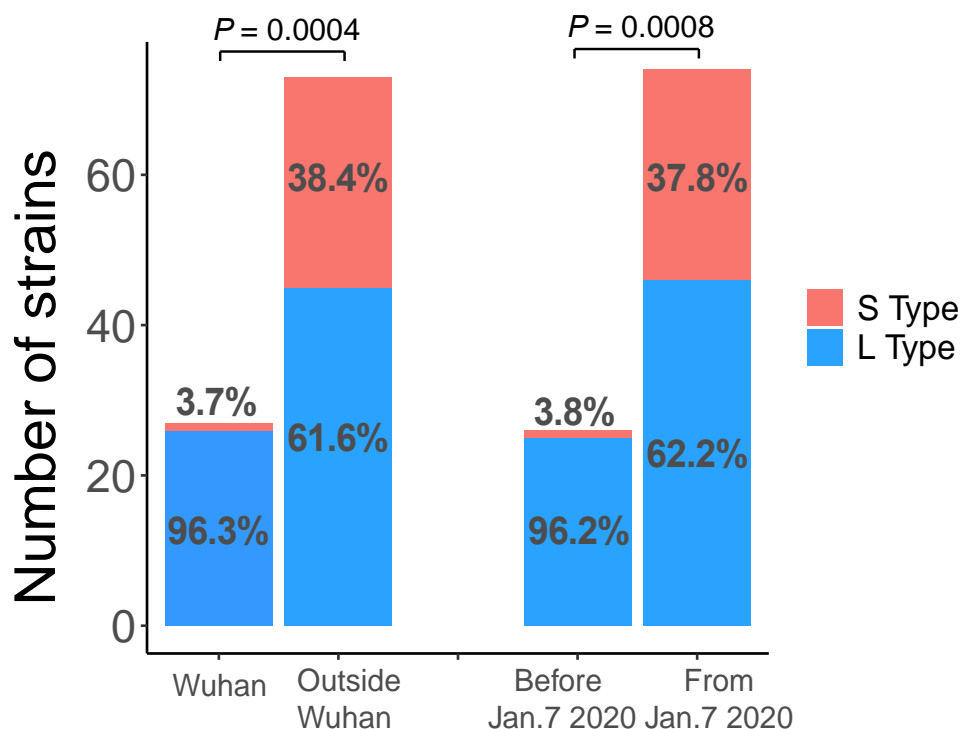 P = 0.0004
P = 0.0008
Number of strains
60
40
20
0
38.4%
61.6%
3.7%
96.3%
37.8%
62.2%
3.8%
96.2%
S Type
L Type
Wuhan
Outside
Wuhan
Before
Jan.7 2020
From
Jan.7 2020